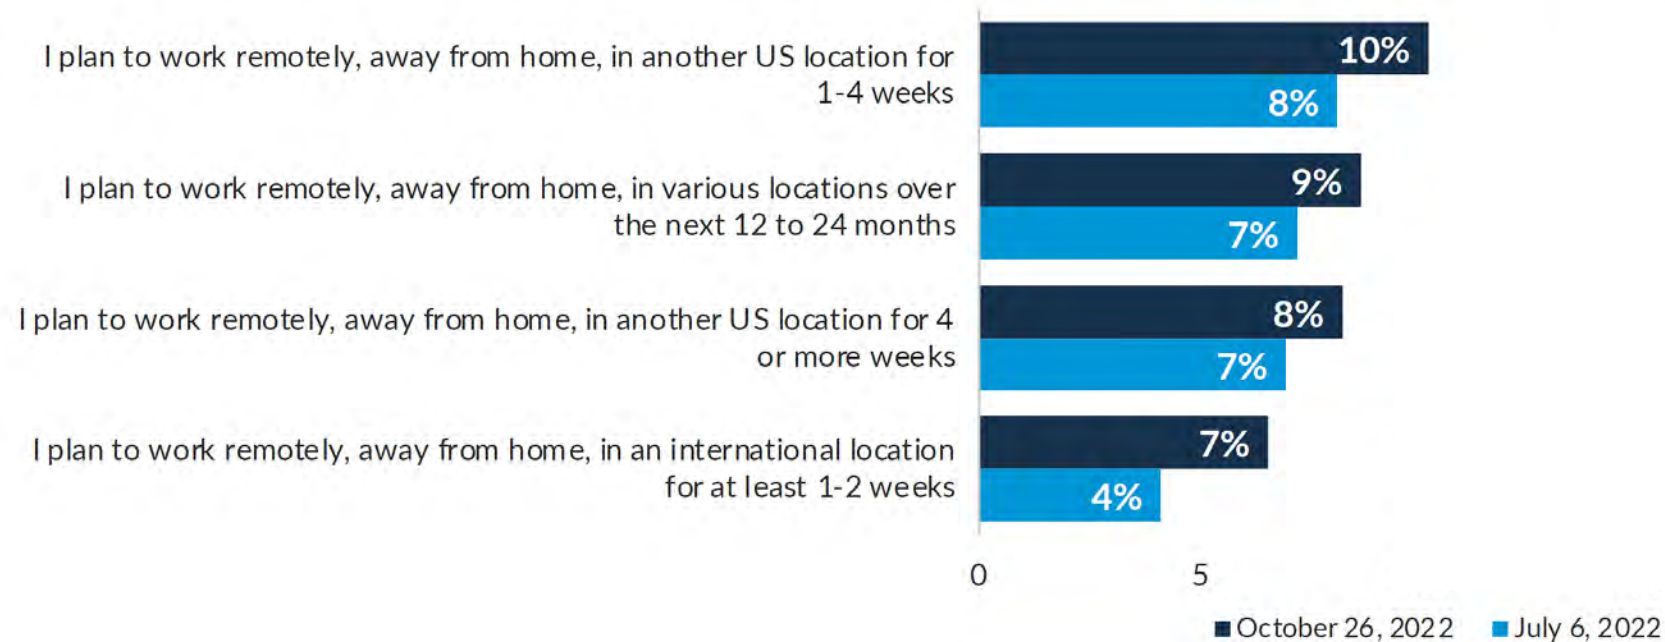 I plan to work remotely, away from home, in another US location for
1-4 weeks
10%
8%
I plan to work remotely, away from home, in various locations over
the next 12 to 24 months
9%
7%
I plan to work remotely, away from home, in another US location for 4
or more weeks
8%
7%
I plan to work remotely, away from home, in an international location
for at least 1-2 weeks
7%
4%
0 5
October 26, 2022 July 6, 2022